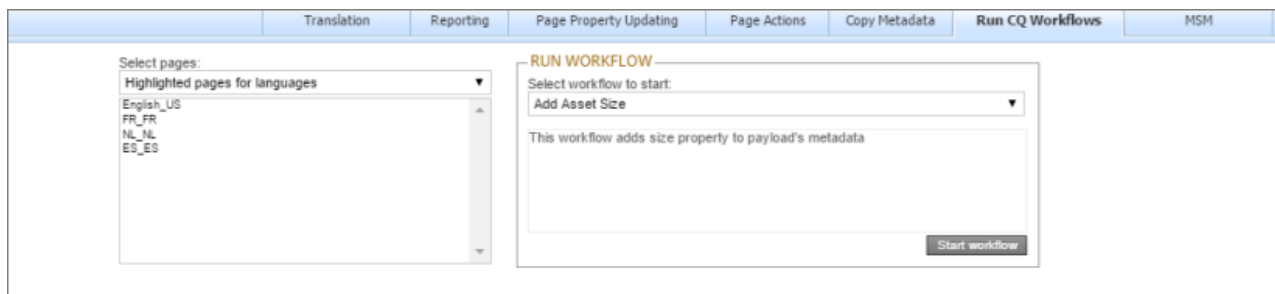 Translation Reporting Page Property Updating Page Actions Copy Metadata Run CQ Workflows MSM
Select pages:
Highlighted pages for languages
English_US
FR_FR
NL_NL
ES_ES
RUN WORKFLOW
Select workflow to start:
Add Asset Size
This workflow adds size property to payload's metadata
Start workflow